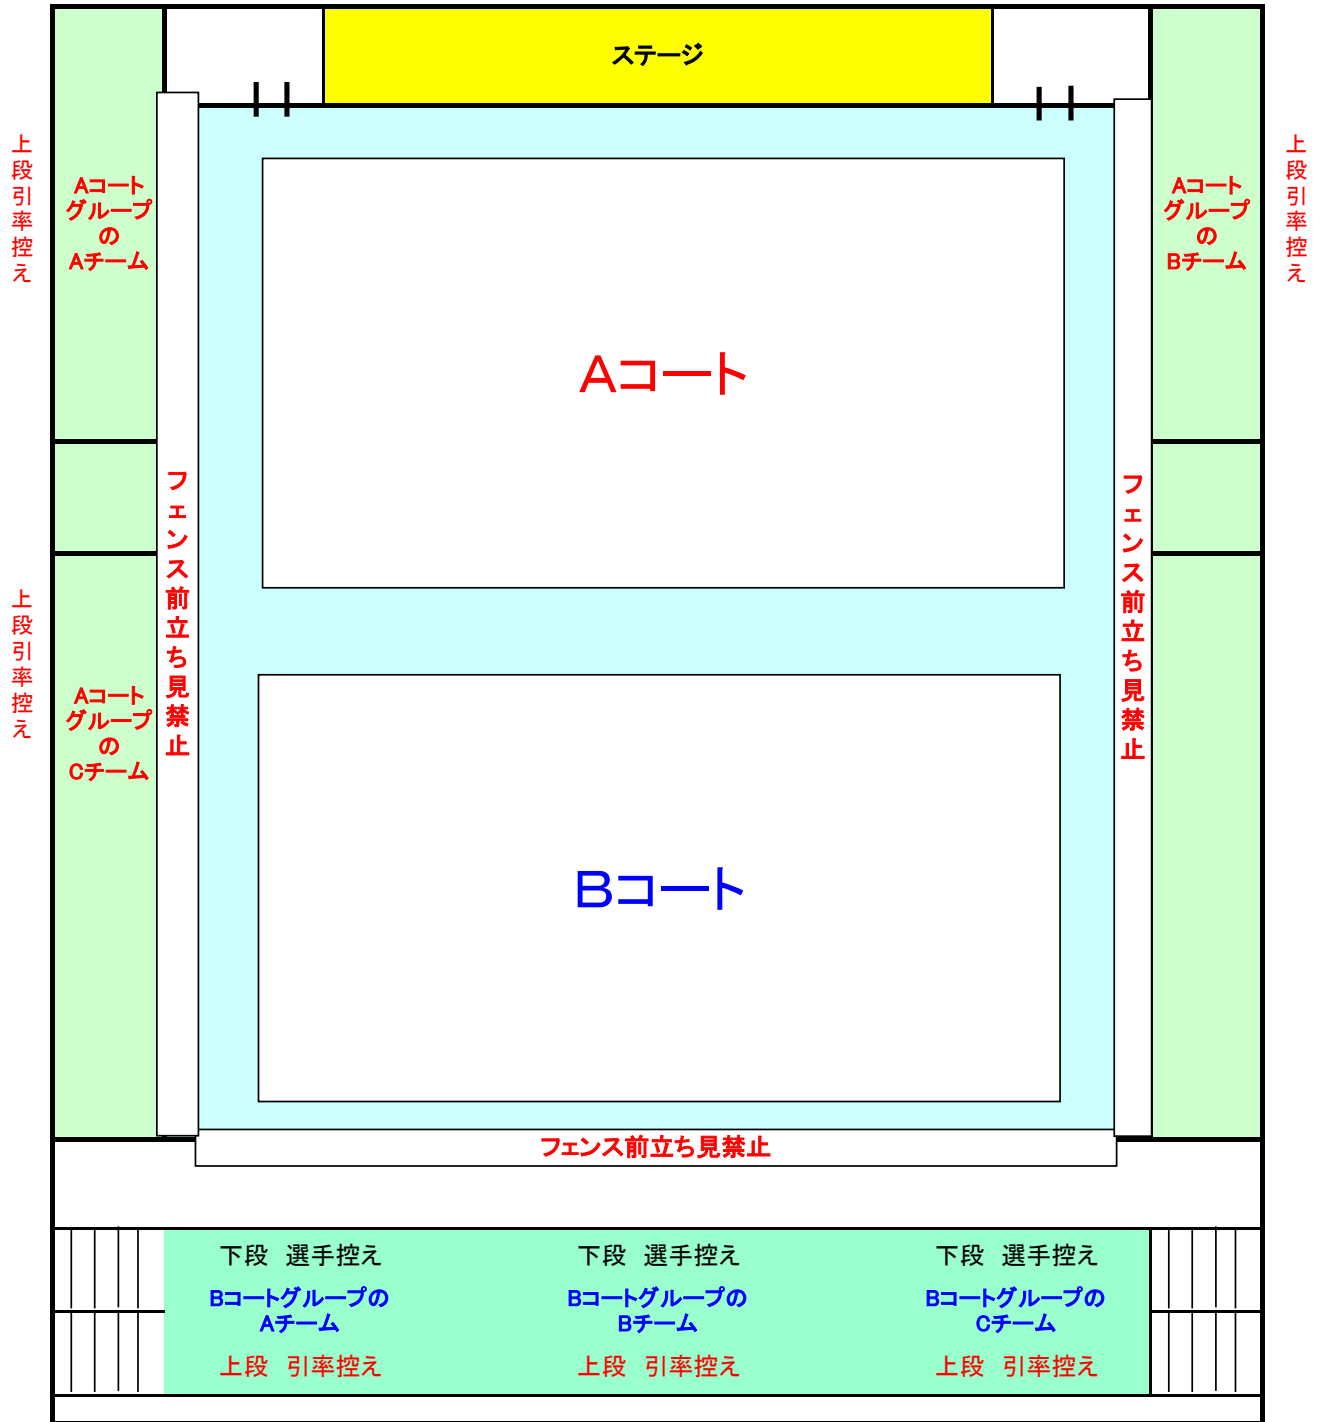 ステージ
上段引率控え
Aコート
グループ
の
Aチーム
Aコート
グループ
の
Bチーム
上段引率控え
Aコート
フェンス前立ち見禁止
フェンス前立ち見禁止
上段引率控え
Aコート
グループ
の
Cチーム
Bコート
フェンス前立ち見禁止
下段 選手控え
Bコートグループの
Aチーム
上段 引率控え
下段 選手控え
Bコートグループの
Bチーム
上段 引率控え
下段 選手控え
Bコートグループの
Cチーム
上段 引率控え